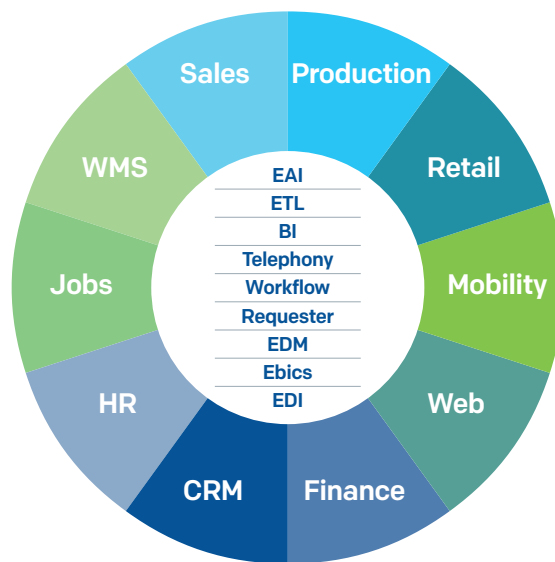 Sales
Production
Retail
Mobility
Web
Finance
CRM
HR
Jobs
WMS
EAI
ETL
BI
Telephony
Workflow
Requester
EDM
Ebics
EDI